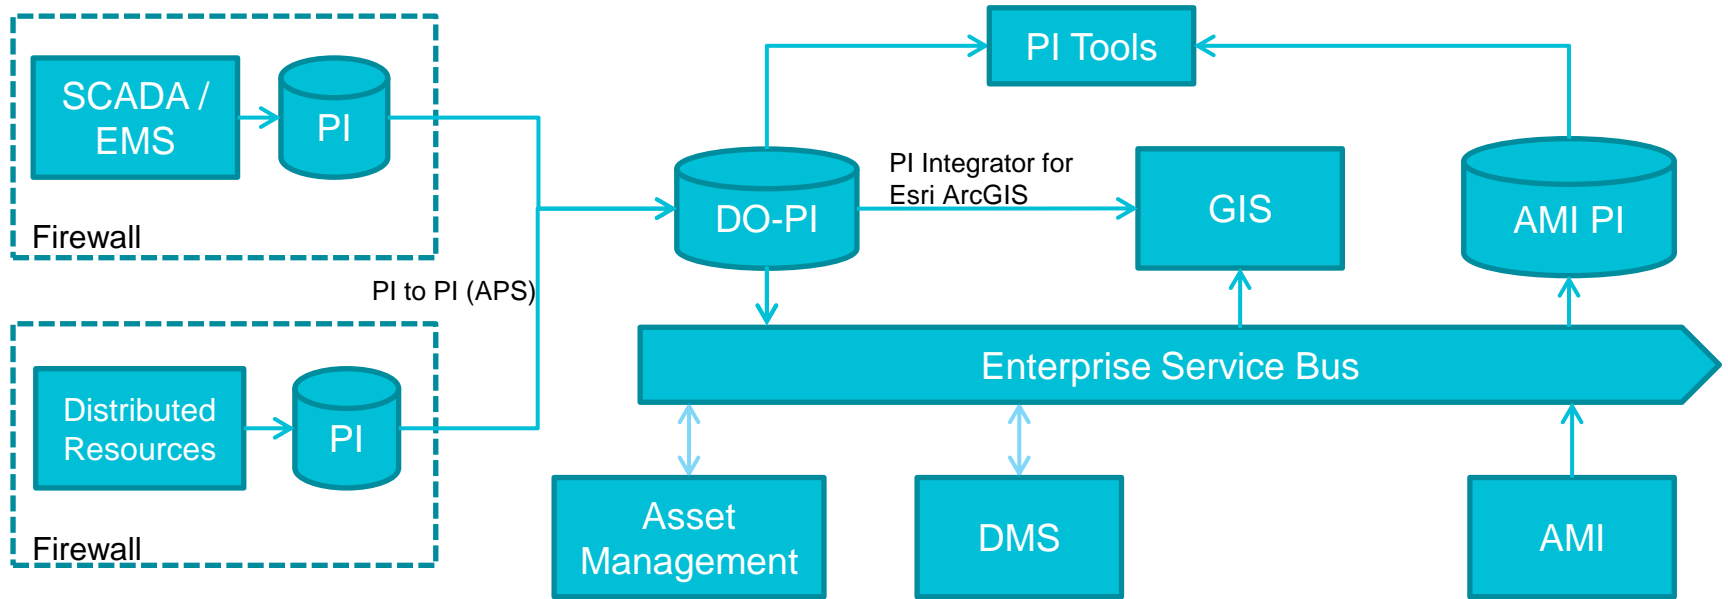 SCADA /
EMS
PI
Firewall
PI to PI (APS)
Distributed
Resources
PI
Firewall
PI Tools
DO-PI
PI Integrator for
Esri ArcGIS
GIS
AMI PI
Enterprise Service Bus
Asset
Management
DMS
AMI